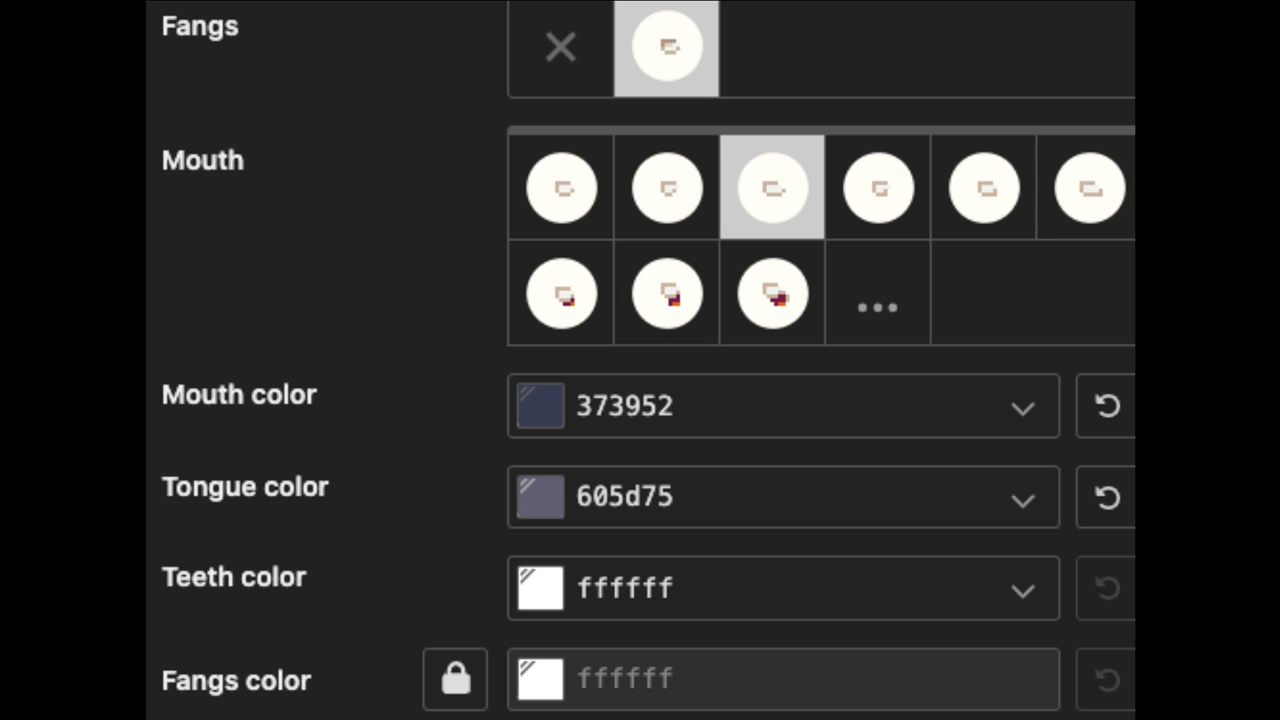 Fangs
Mouth
Mouth color
373952
Tongue color
605d75
Teeth color
ffffff
Fangs color
ffffff